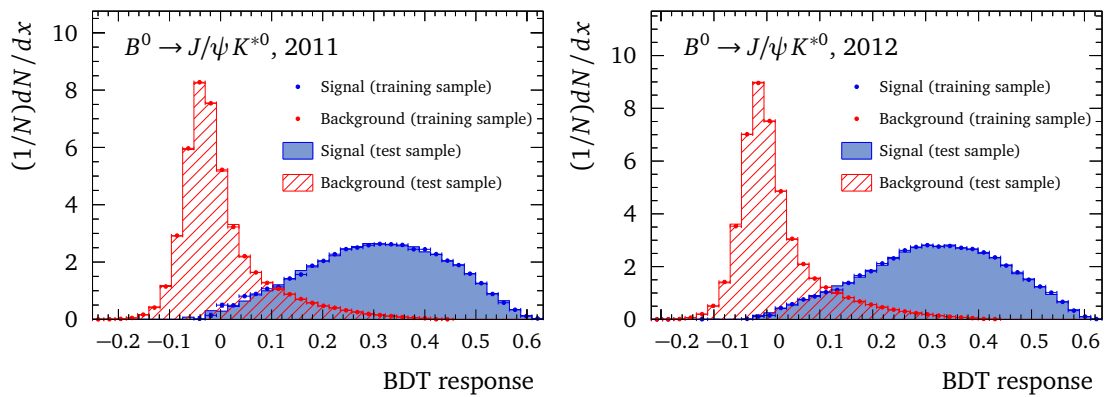 B⁰ → J/ψ K*⁰, 2011
(1/N)dN/dx
10
8
6
4
2
0
Signal (training sample)
Background (training sample)
Signal (test sample)
Background (test sample)
−0.2 −0.1 0 0.1 0.2 0.3 0.4 0.5 0.6
BDT response
B⁰ → J/ψ K*⁰, 2012
(1/N)dN/dx
10
8
6
4
2
0
Signal (training sample)
Background (training sample)
Signal (test sample)
Background (test sample)
−0.2 −0.1 0 0.1 0.2 0.3 0.4 0.5 0.6
BDT response